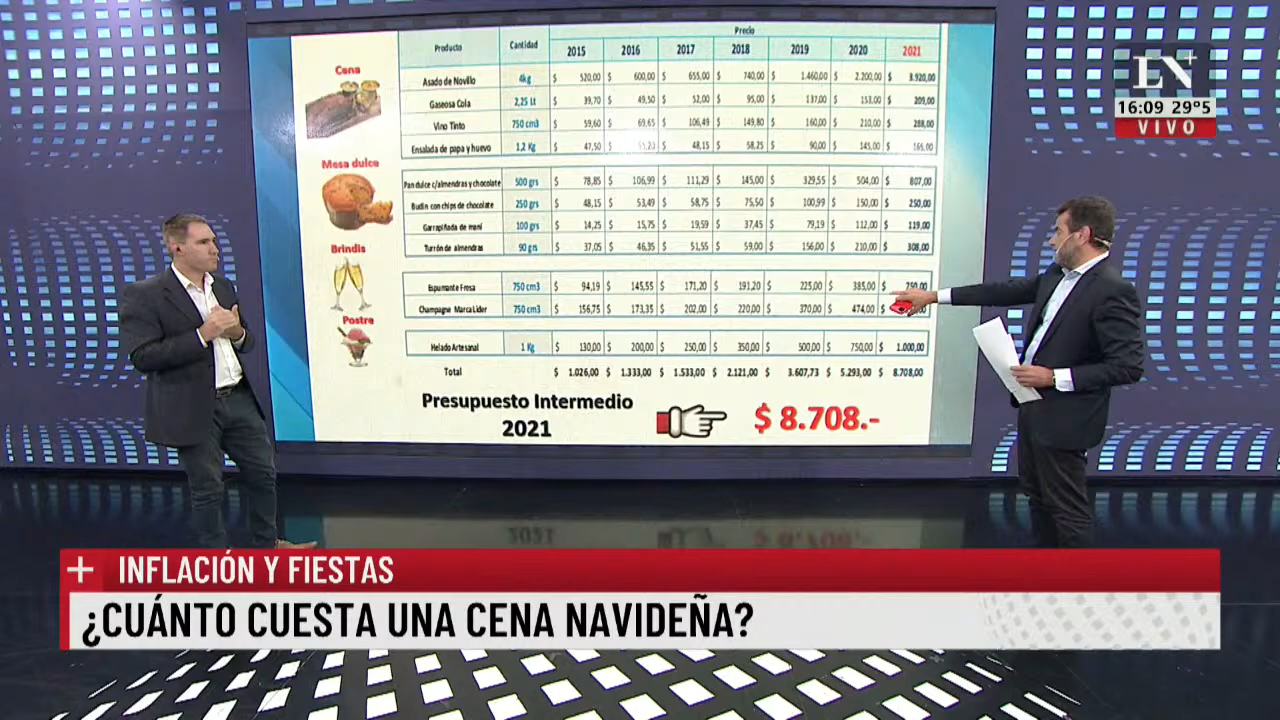 Producto Cantidad Precio
2015 2016 2017 2018 2019 2020 2021
Cena
Asado de Novillo 4kg $ 520,00 $ 600,00 $ 655,00 $ 740,00 $ 1.460,00 $ 2.200,00 $ 3.920,00
Gaseosa Cola 2,25 Lt $ 39,70 $ 49,50 $ 52,00 $ 95,00 $ 137,00 $ 153,00 $ 209,00
Vino Tinto 750 cm3 $ 59,60 $ 69,65 $ 106,49 $ 149,80 $ 160,00 $ 210,00 $ 288,00
Ensalada de papa y huevo 1,2 Kg $ 47,50 $ $ 48,15 $ 58,25 $ 90,00 $ 145,00 $ 165,00
Mesa dulce
Pan dulce c/almendras y chocolate 500 grs $ 78,85 $ 106,99 $ 111,29 $ 145,00 $ 329,55 $ 504,00 $ 807,00
Budin con chips de chocolate 250 grs $ 48,15 $ 53,49 $ 58,75 $ 75,50 $ 100,99 $ 150,00 $ 250,00
Garrapiñada de maní 100 grs $ 14,25 $ 15,75 $ 19,59 $ 37,45 $ 79,19 $ 112,00 $ 119,00
Turrón de almendras 90 grs $ 37,05 $ 46,35 $ 51,55 $ 59,00 $ 156,00 $ 210,00 $ 308,00
Brindis
Espumante Fresa 750 cm3 $ 94,19 $ 145,55 $ 171,20 $ 191,20 $ 225,00 $ 385,00 $ 750,00
Champagne Marca Lider 750 cm3 $ 156,75 $ 173,35 $ 202,00 $ 220,00 $ 370,00 $ 474,00 $
Postre
Helado Artesanal 1 Kg $ 130,00 $ 200,00 $ 250,00 $ 350,00 $ 500,00 $ 750,00 $ 1.000,00
Total $ 1.026,00 $ 1.333,00 $ 1.533,00 $ 2.121,00 $ 3.607,73 $ 5.293,00 $ 8.708,00
Presupuesto Intermedio
2021
$ 8.708.-
LN+
16:09 29°5
VIVO
INFLACIÓN Y FIESTAS
¿CUÁNTO CUESTA UNA CENA NAVIDEÑA?